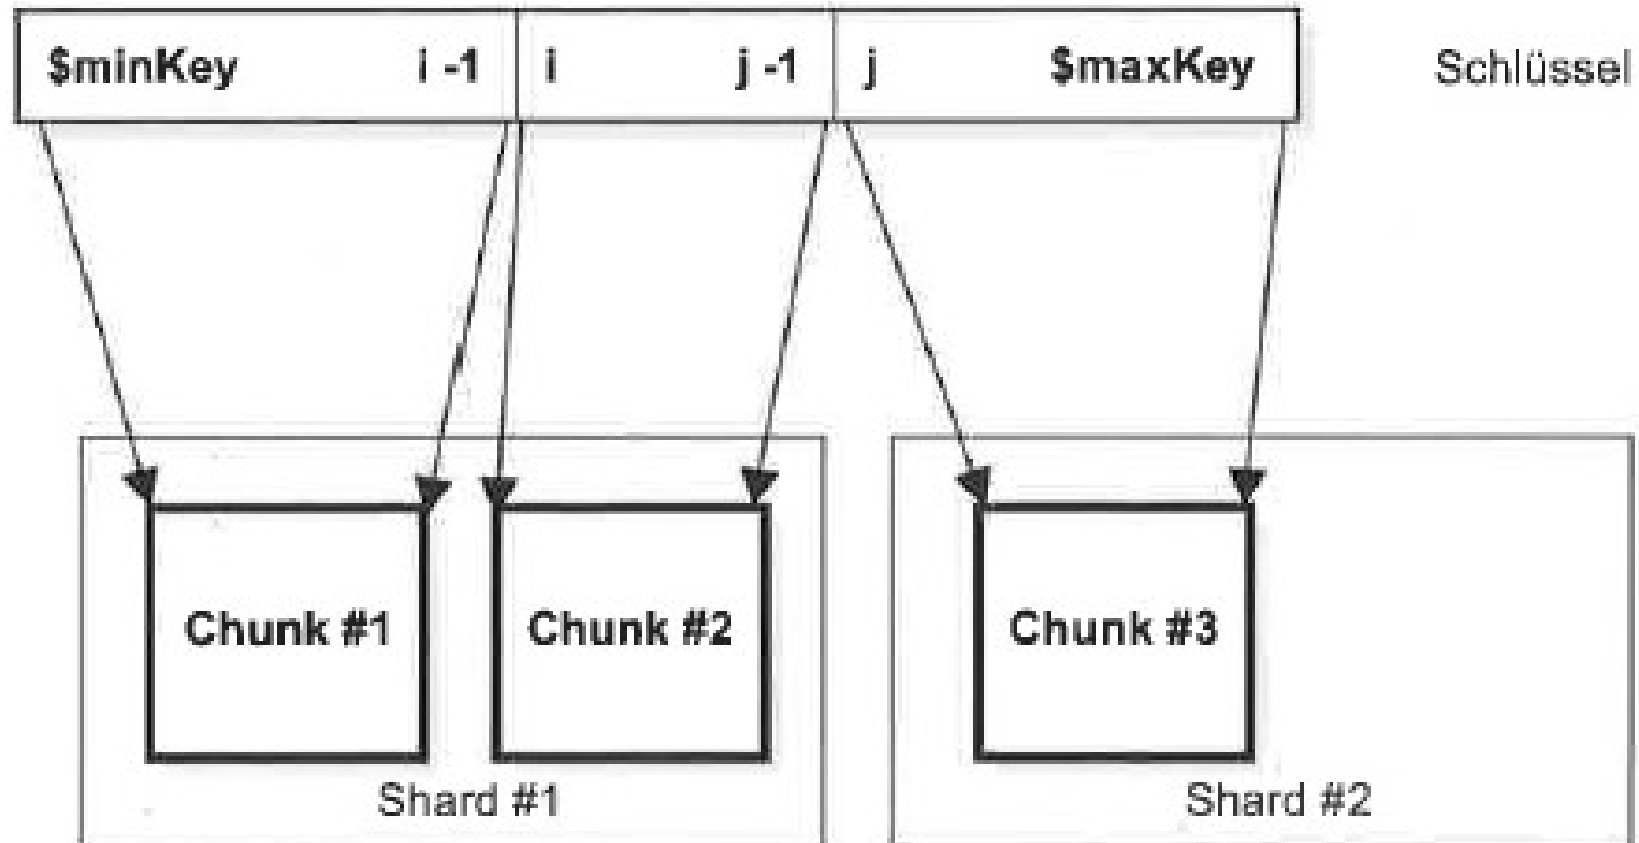 $minKey i -1 i j -1 j $maxKey Schlüssel
Chunk #1 Chunk #2 Chunk #3
Shard #1 Shard #2